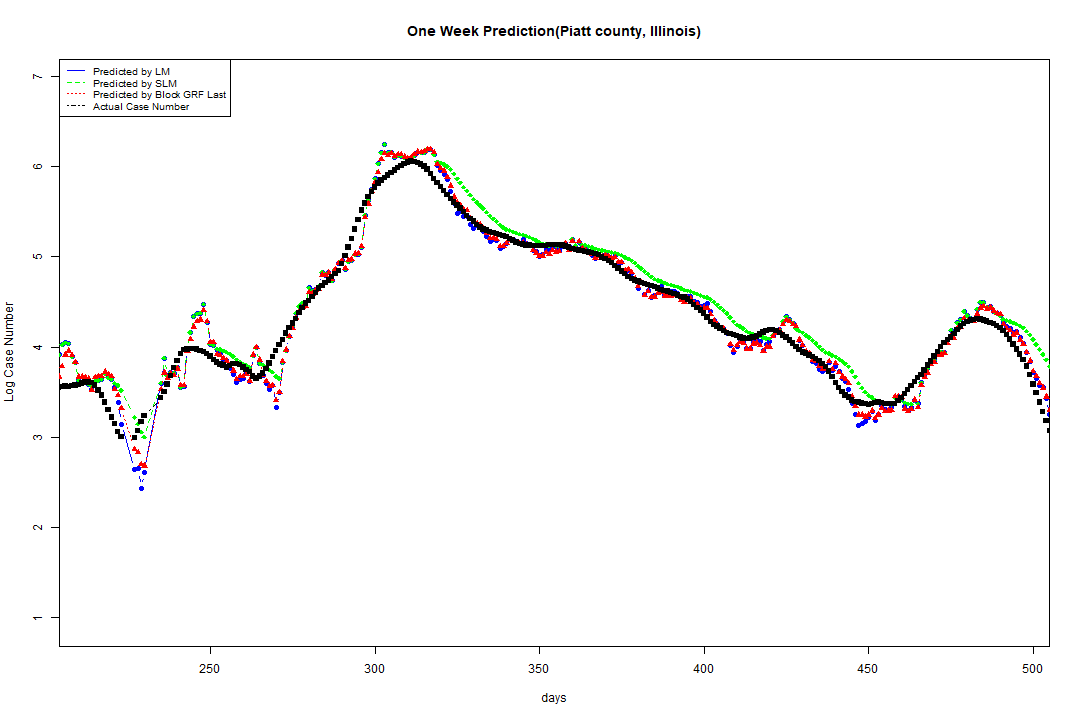 One Week Prediction(Piatt county, Illinois)
Predicted by LM
Predicted by SLM
Predicted by Block GRF Last
Actual Case Number
7
6
5
4
3
2
1
Log Case Number
250
300
350
400
450
500
days